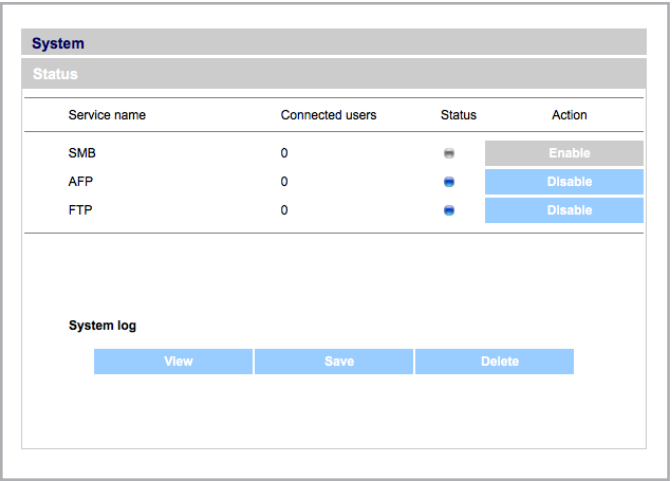 System
Status
Service name Connected users Status Action
SMB 0 Enable
AFP 0 Disable
FTP 0 Disable
System log
View Save Delete